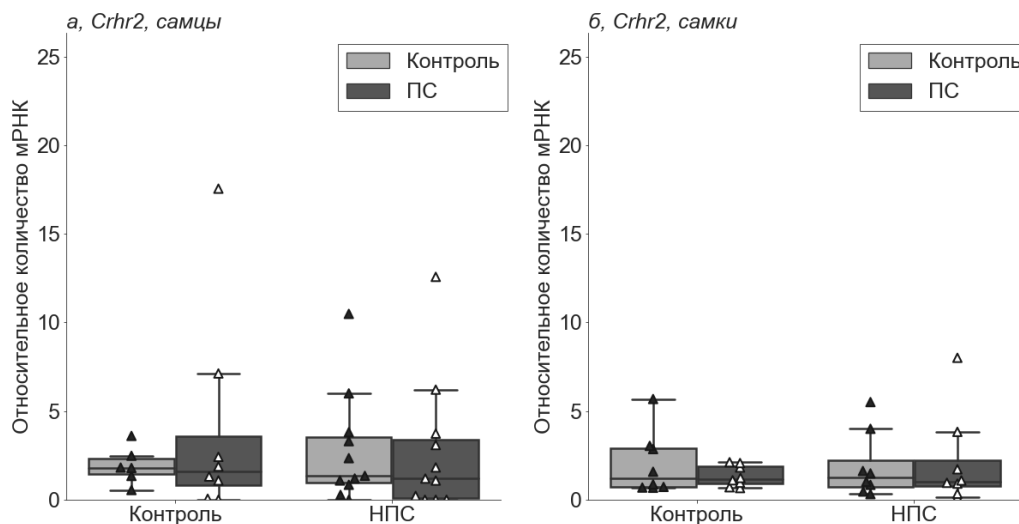 а, Crhr2, самцы
Относительное количество мРНК
25
20
15
10
5
0
Контроль
ПС
Контроль
НПС
б, Crhr2, самки
Относительное количество мРНК
25
20
15
10
5
0
Контроль
ПС
Контроль
НПС